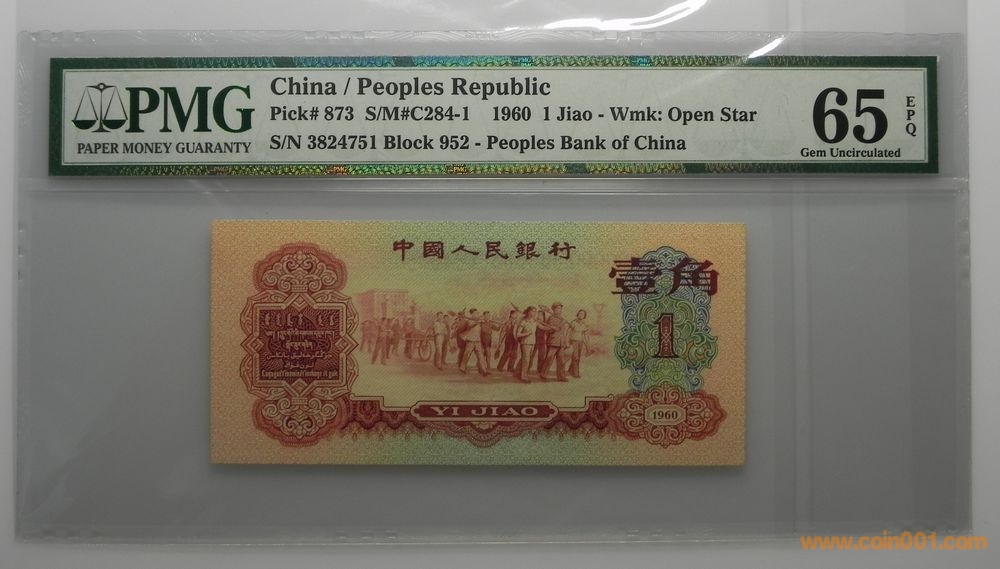 PMG
PAPER MONEY GUARANTY
China / Peoples Republic
Pick# 873 S/M#C284-1 1960 1 Jiao - Wmk: Open Star
S/N 3824751 Block 952 - Peoples Bank of China
65
EPQ
Gem Uncirculated
PMG
中國人民銀行
壹角
1
YI JIAO
1960
www.coin001.com